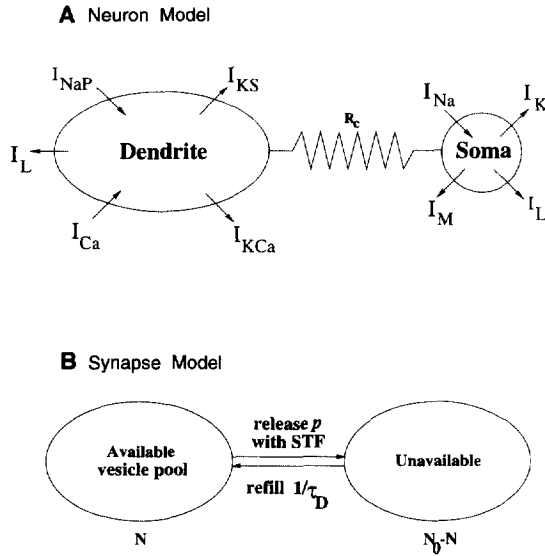 A Neuron Model
I_NaP
I_KS
I_L
Dendrite
I_Ca
I_KCa
R_c
I_Na
I_K
Soma
I_M
I_L
B Synapse Model
Available
vesicle pool
release p
with STF
refill 1/τ_D
Unavailable
N
N_0-N